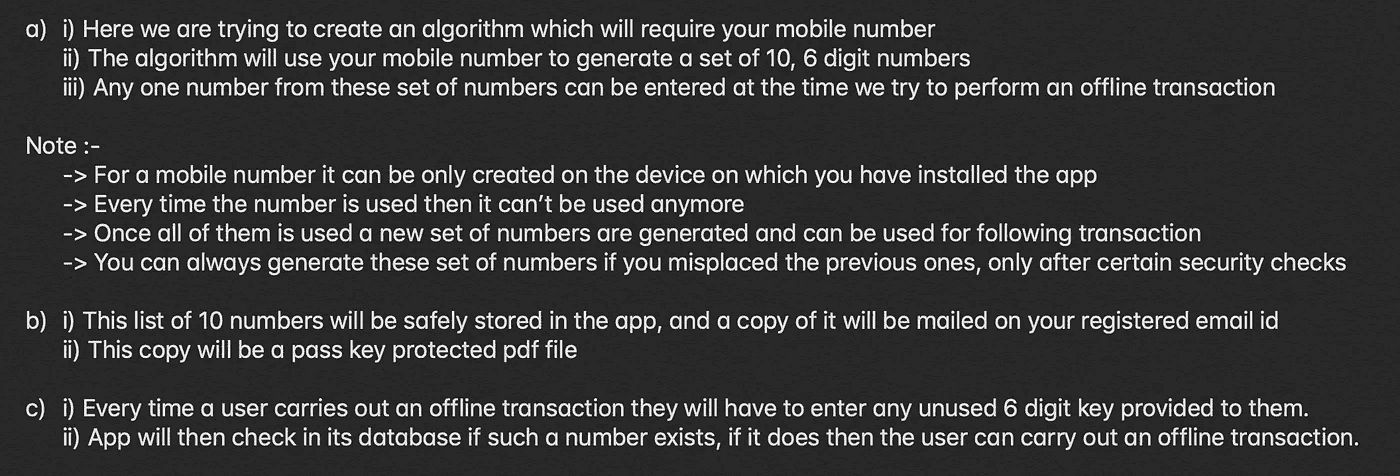 a) i) Here we are trying to create an algorithm which will require your mobile number
ii) The algorithm will use your mobile number to generate a set of 10, 6 digit numbers
iii) Any one number from these set of numbers can be entered at the time we try to perform an offline transaction
Note :-
-> For a mobile number it can be only created on the device on which you have installed the app
-> Every time the number is used then it can’t be used anymore
-> Once all of them is used a new set of numbers are generated and can be used for following transaction
-> You can always generate these set of numbers if you misplaced the previous ones, only after certain security checks
b) i) This list of 10 numbers will be safely stored in the app, and a copy of it will be mailed on your registered email id
ii) This copy will be a pass key protected pdf file
c) i) Every time a user carries out an offline transaction they will have to enter any unused 6 digit key provided to them.
ii) App will then check in its database if such a number exists, if it does then the user can carry out an offline transaction.